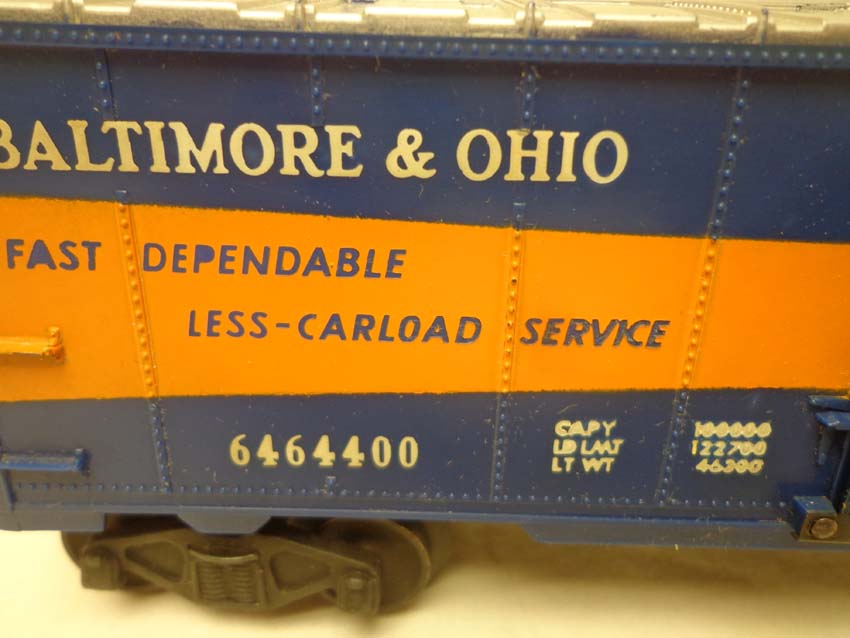 BALTIMORE & OHIO
FAST DEPENDABLE
LESS-CARLOAD SERVICE
6464400
CAPY 100000
LD LMT 122700
LT WT 46300